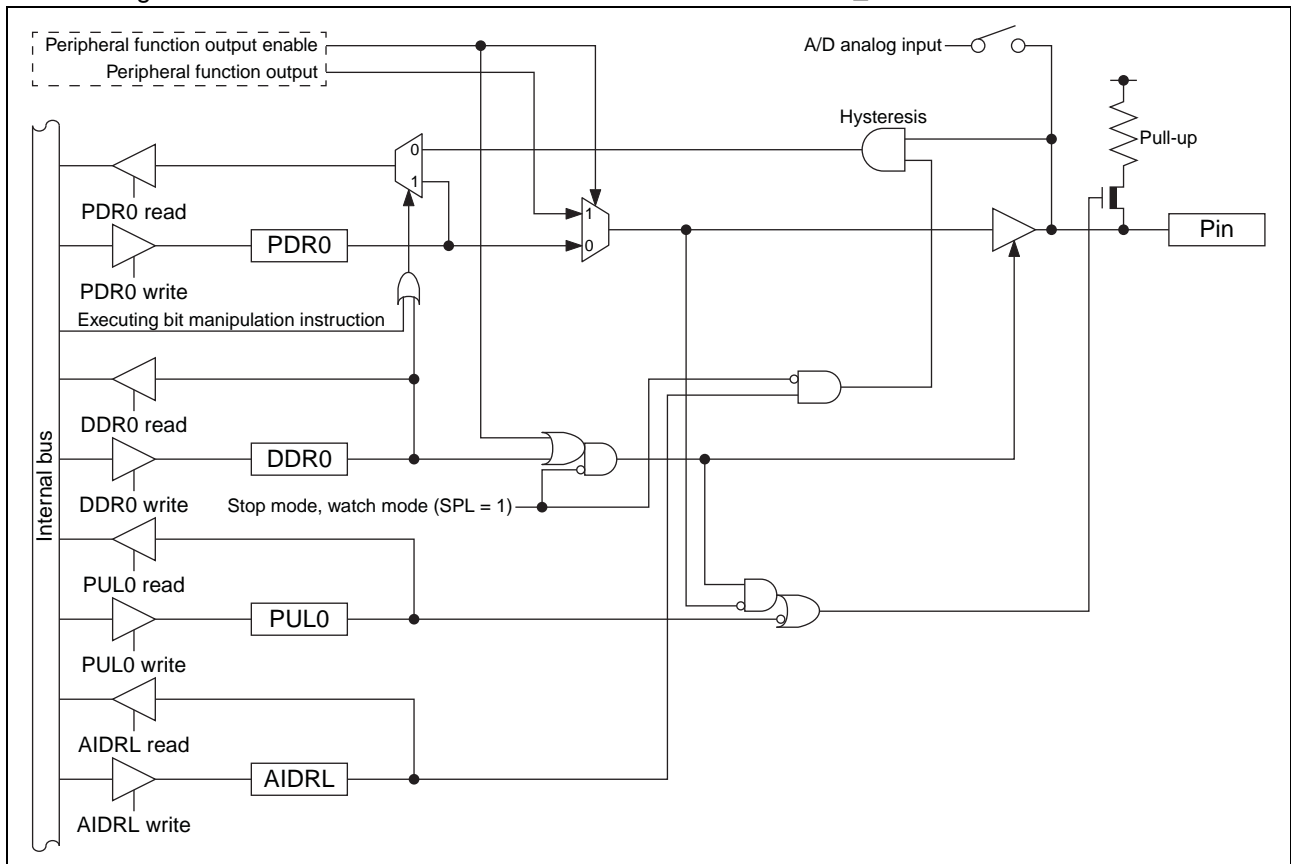 Peripheral function output enable
Peripheral function output
A/D analog input
Hysteresis
Pull-up
0
1
PDR0 read
1
PDR0
0
Pin
PDR0 write
Executing bit manipulation instruction
DDR0 read
DDR0
DDR0 write
Stop mode, watch mode (SPL = 1)
Internal bus
PUL0 read
PUL0
PUL0 write
AIDRL read
AIDRL
AIDRL write